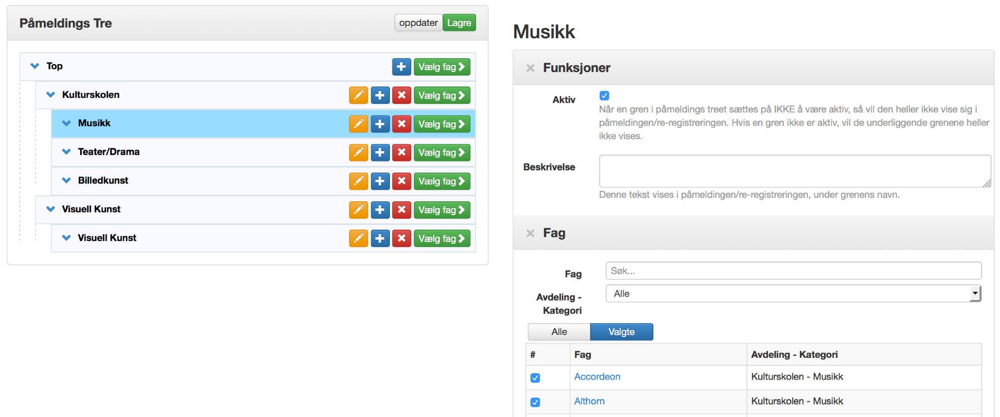 Påmeldings Tre
oppdater
Lagre
Top
Vælg fag
Kulturskolen
Vælg fag
Musikk
Vælg fag
Teater/Drama
Vælg fag
Billedkunst
Vælg fag
Visuell Kunst
Vælg fag
Visuell Kunst
Vælg fag
Musikk
Funksjoner
Aktiv
Når en gren i påmeldings treet sættes på IKKE å være aktiv, så vil den heller ikke vise sig i
påmeldingen/re-registreringen. Hvis en gren ikke er aktiv, vil de underliggende grenene heller
ikke vises.
Beskrivelse
Denne tekst vises i påmeldingen/re-registreringen, under grenens navn.
Fag
Fag
Søk...
Avdeling -
Kategori
Alle
Alle
Valgte
# Fag Avdeling - Kategori
Accordeon Kulturskolen - Musikk
Althorn Kulturskolen - Musikk